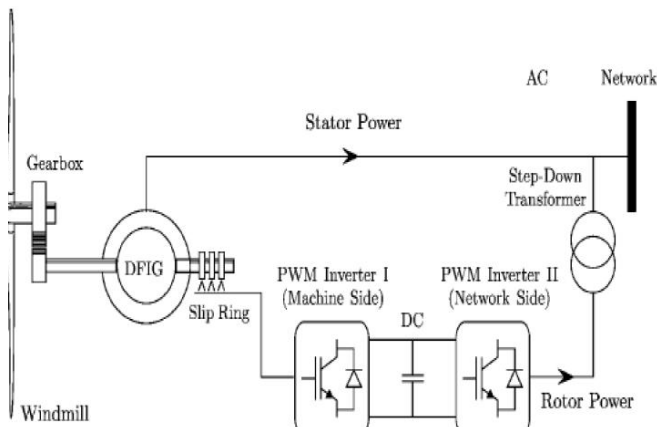 AC
Network
Stator Power
Gearbox
Step-Down
Transformer
DFIG
PWM Inverter I
(Machine Side)
PWM Inverter II
(Network Side)
Slip Ring
DC
Rotor Power
Windmill